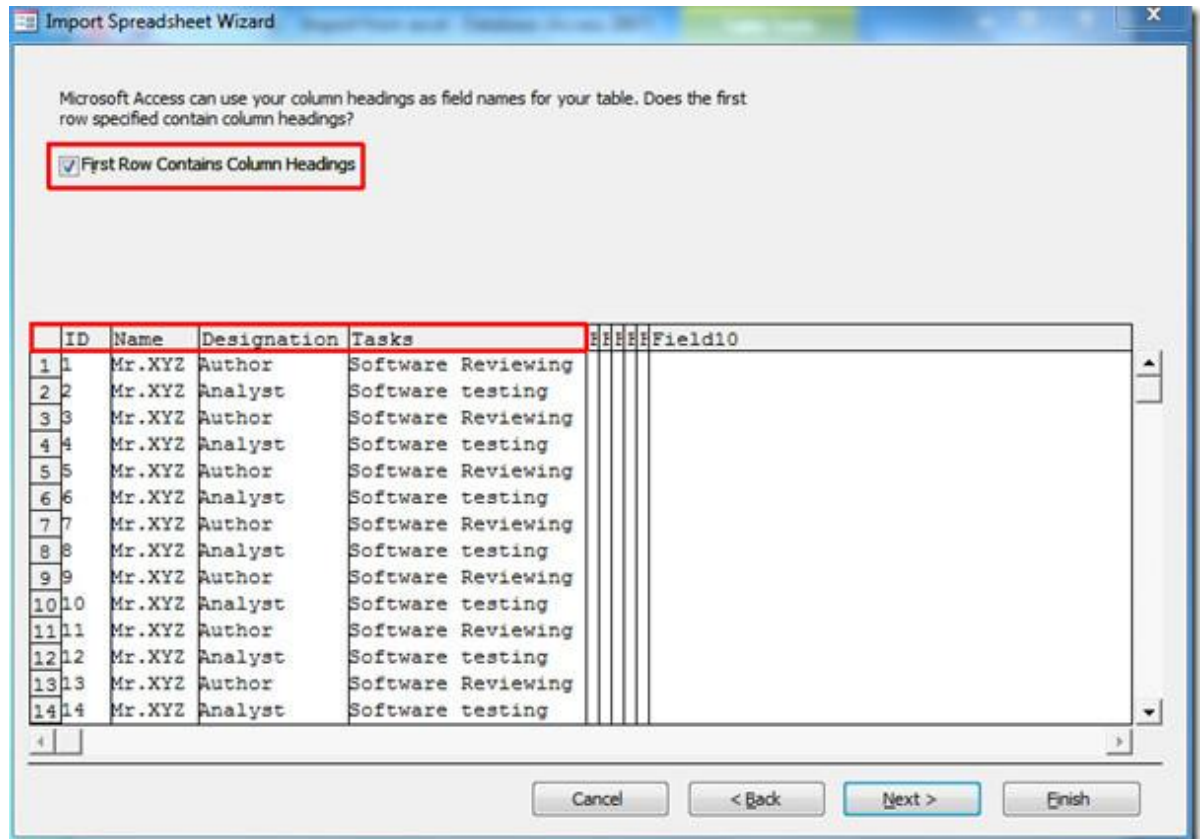 Import Spreadsheet Wizard
Microsoft Access can use your column headings as field names for your table. Does the first
row specified contain column headings?
First Row Contains Column Headings
ID Name Designation Tasks Field10
1 1 Mr.XYZ Author Software Reviewing
2 2 Mr.XYZ Analyst Software testing
3 3 Mr.XYZ Author Software Reviewing
4 4 Mr.XYZ Analyst Software testing
5 5 Mr.XYZ Author Software Reviewing
6 6 Mr.XYZ Analyst Software testing
7 7 Mr.XYZ Author Software Reviewing
8 8 Mr.XYZ Analyst Software testing
9 9 Mr.XYZ Author Software Reviewing
10 10 Mr.XYZ Analyst Software testing
11 11 Mr.XYZ Author Software Reviewing
12 12 Mr.XYZ Analyst Software testing
13 13 Mr.XYZ Author Software Reviewing
14 14 Mr.XYZ Analyst Software testing
Cancel < Back Next > Finish